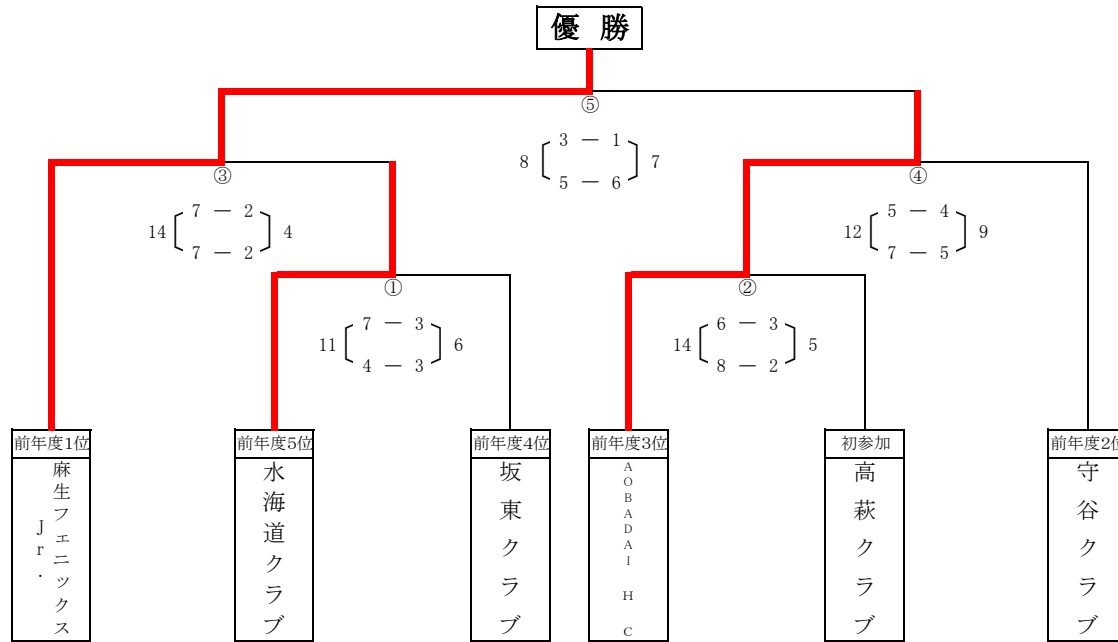 優 勝
⑤
3 － 1
8 7
5 － 6
③
7 － 2
14 4
7 － 2
④
5 － 4
12 9
7 － 5
①
7 － 3
11 6
4 － 3
②
6 － 3
14 5
8 － 2
前年度1位
麻生フェニックス
Jr.
前年度5位
水海道クラブ
前年度4位
坂東クラブ
前年度3位
AOBADAI H C
初参加
高萩クラブ
前年度2位
守谷クラブ